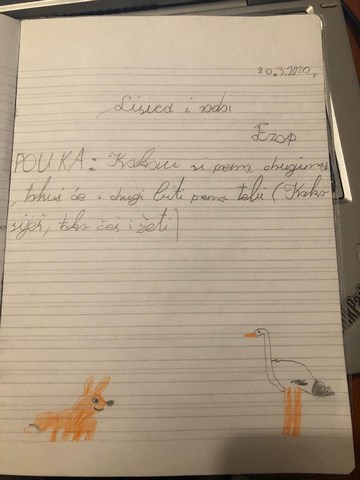 30.3.2020.
Lisica i roda
Ezop
POUKA: Kakav si prema drugima
, takvi će i drugi biti prema tebi (Kako
siješ, tako ćeš i žeti)